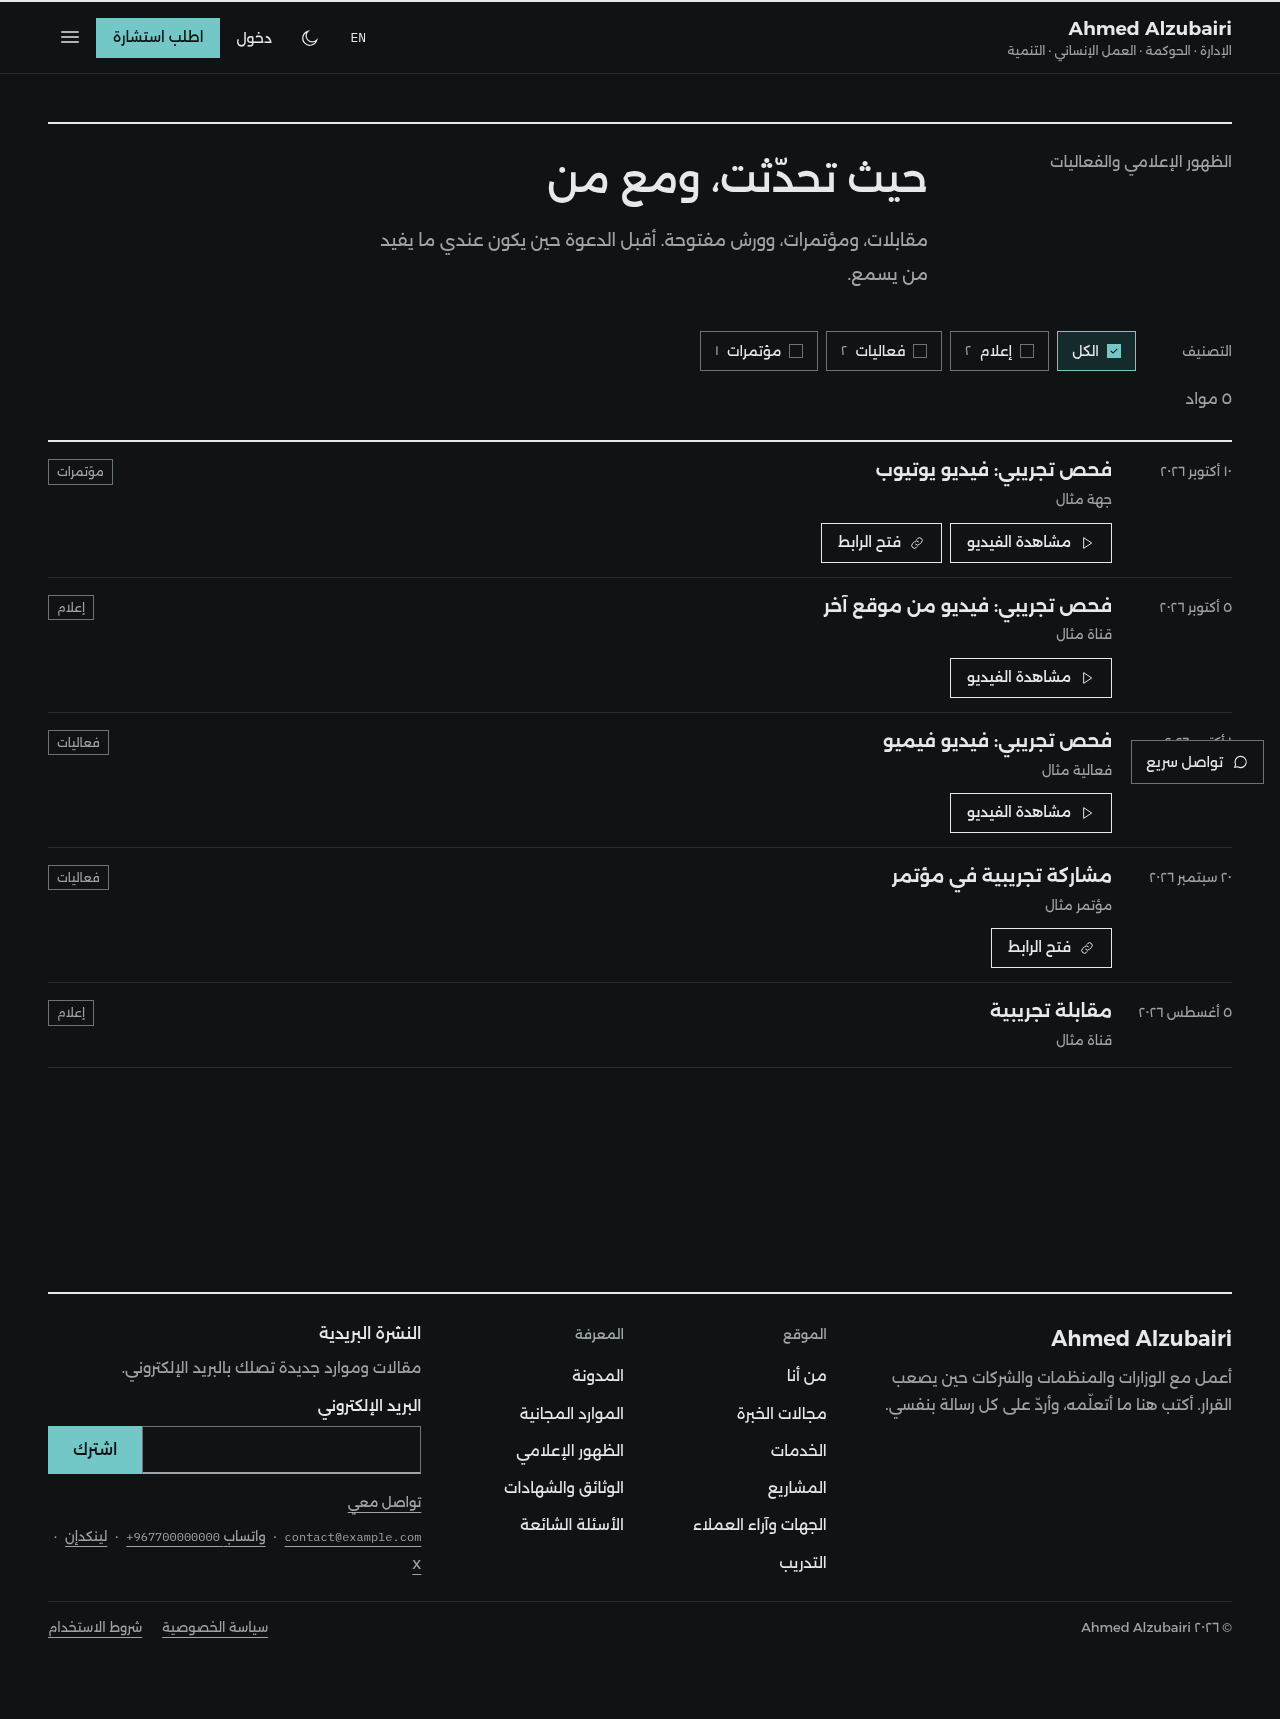 Ahmed Alzubairi
الإدارة · الحوكمة · العمل الإنساني · التنمية
EN
دخول
اطلب استشارة
الظهور الإعلامي والفعاليات
حيث تحدّثت، ومع من
مقابلات، ومؤتمرات، وورش مفتوحة. أقبل الدعوة حين يكون عندي ما يفيد
من يسمع.
التصنيف
الكل
إعلام ٢
فعاليات ٢
مؤتمرات ١
٥ مواد
١٠ أكتوبر ٢٠٢٦
فحص تجريبي: فيديو يوتيوب
مؤتمرات
جهة مثال
مشاهدة الفيديو
فتح الرابط
٥ أكتوبر ٢٠٢٦
فحص تجريبي: فيديو من موقع آخر
إعلام
قناة مثال
مشاهدة الفيديو
فحص تجريبي: فيديو فيميو
فعاليات
تواصل سريع
فعالية مثال
مشاهدة الفيديو
٢٠ سبتمبر ٢٠٢٦
مشاركة تجريبية في مؤتمر
فعاليات
مؤتمر مثال
فتح الرابط
٥ أغسطس ٢٠٢٦
مقابلة تجريبية
إعلام
قناة مثال
Ahmed Alzubairi
أعمل مع الوزارات والمنظمات والشركات حين يصعب
القرار. أكتب هنا ما أتعلّمه، وأردّ على كل رسالة بنفسي.
الموقع
من أنا
مجالات الخبرة
الخدمات
المشاريع
الجهات وآراء العملاء
التدريب
المعرفة
المدونة
الموارد المجانية
الظهور الإعلامي
الوثائق والشهادات
الأسئلة الشائعة
النشرة البريدية
مقالات وموارد جديدة تصلك بالبريد الإلكتروني.
البريد الإلكتروني
اشترك
تواصل معي
contact@example.com · واتساب +967700000000 · لينكدإن ·
X
© ٢٠٢٦ Ahmed Alzubairi
سياسة الخصوصية
شروط الاستخدام